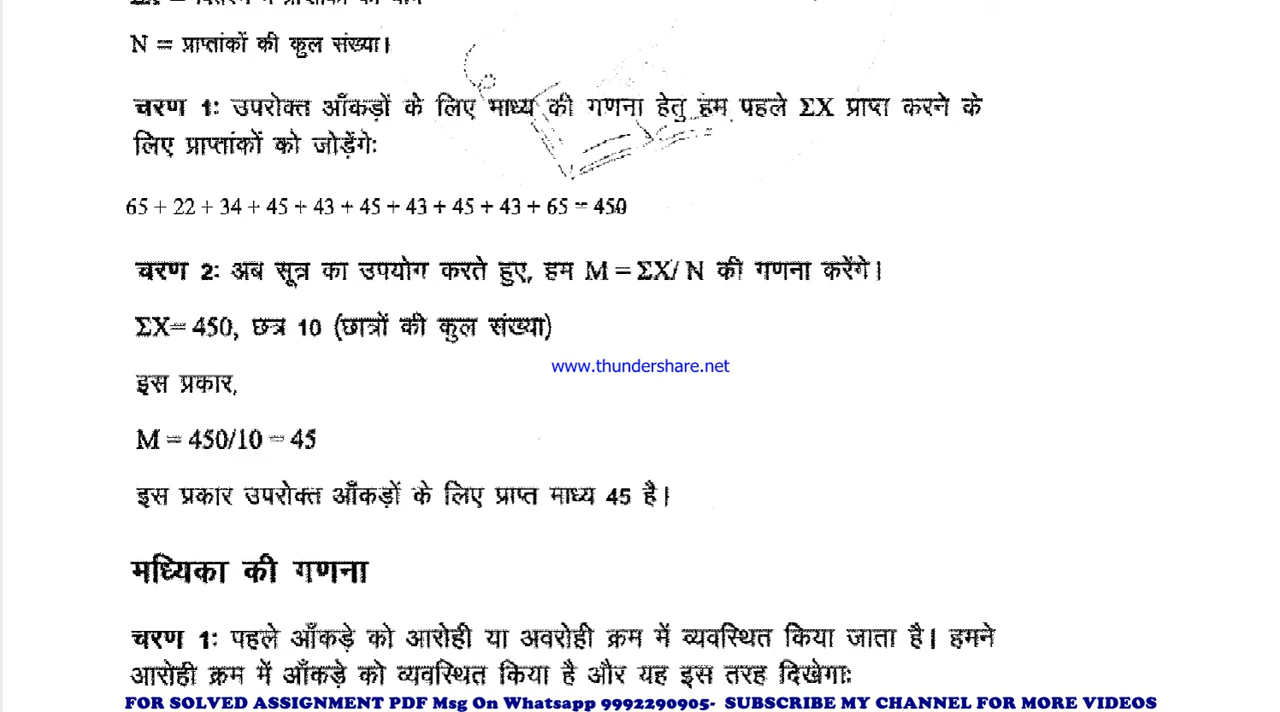 N = प्राप्तांकों की कुल संख्या।
चरण 1: उपरोक्त आँकड़ों के लिए माध्य की गणना हेतु हम पहले ΣX प्राप्त करने के
लिए प्राप्तांकों को जोड़ेंगे:
65 + 22 + 34 + 45 + 43 + 45 + 43 + 45 + 43 + 65 = 450
चरण 2: अब सूत्र का उपयोग करते हुए, हम M = ΣX/ N की गणना करेंगे।
ΣX= 450, छत्र 10 (छात्रों की कुल संख्या)
www.thundershare.net
इस प्रकार,
M = 450/10 = 45
इस प्रकार उपरोक्त आँकड़ों के लिए प्राप्त माध्य 45 है।
मध्यिका की गणना
चरण 1: पहले आँकड़े को आरोही या अवरोही क्रम में व्यवस्थित किया जाता है। हमने
आरोही क्रम में आँकड़े को व्यवस्थित किया है और यह इस तरह दिखेगा:
FOR SOLVED ASSIGNMENT PDF Msg On Whatsapp 9992290905- SUBSCRIBE MY CHANNEL FOR MORE VIDEOS